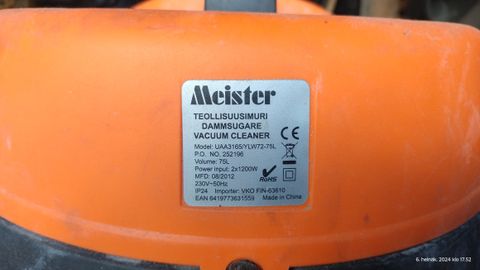 Meister
TEOLLISUUSIMURI
DAMMSUGARE
VACUUM CLEANER
Model: UAA3165/YLW72-75L
P.O. NO. 252196
Volume: 75L
Power input: 2x1200W
MFD: 08/2012
230V~50Hz
IP24 Importer: VKO FIN-63610
EAN 6419773631559 Made in China
CE
RoHS
6. heinäk. 2024 klo 17.52